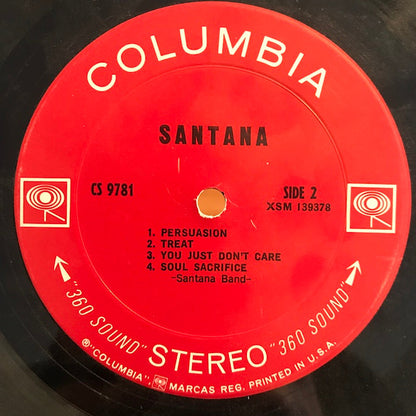 COLUMBIA
SANTANA
CS 9781
SIDE 2
XSM 139378
1. PERSUASION
2. TREAT
3. YOU JUST DON'T CARE
4. SOUL SACRIFICE
-Santana Band-
"360 SOUND" STEREO "360 SOUND"
® "COLUMBIA", MARCAS REG. PRINTED IN U.S.A.